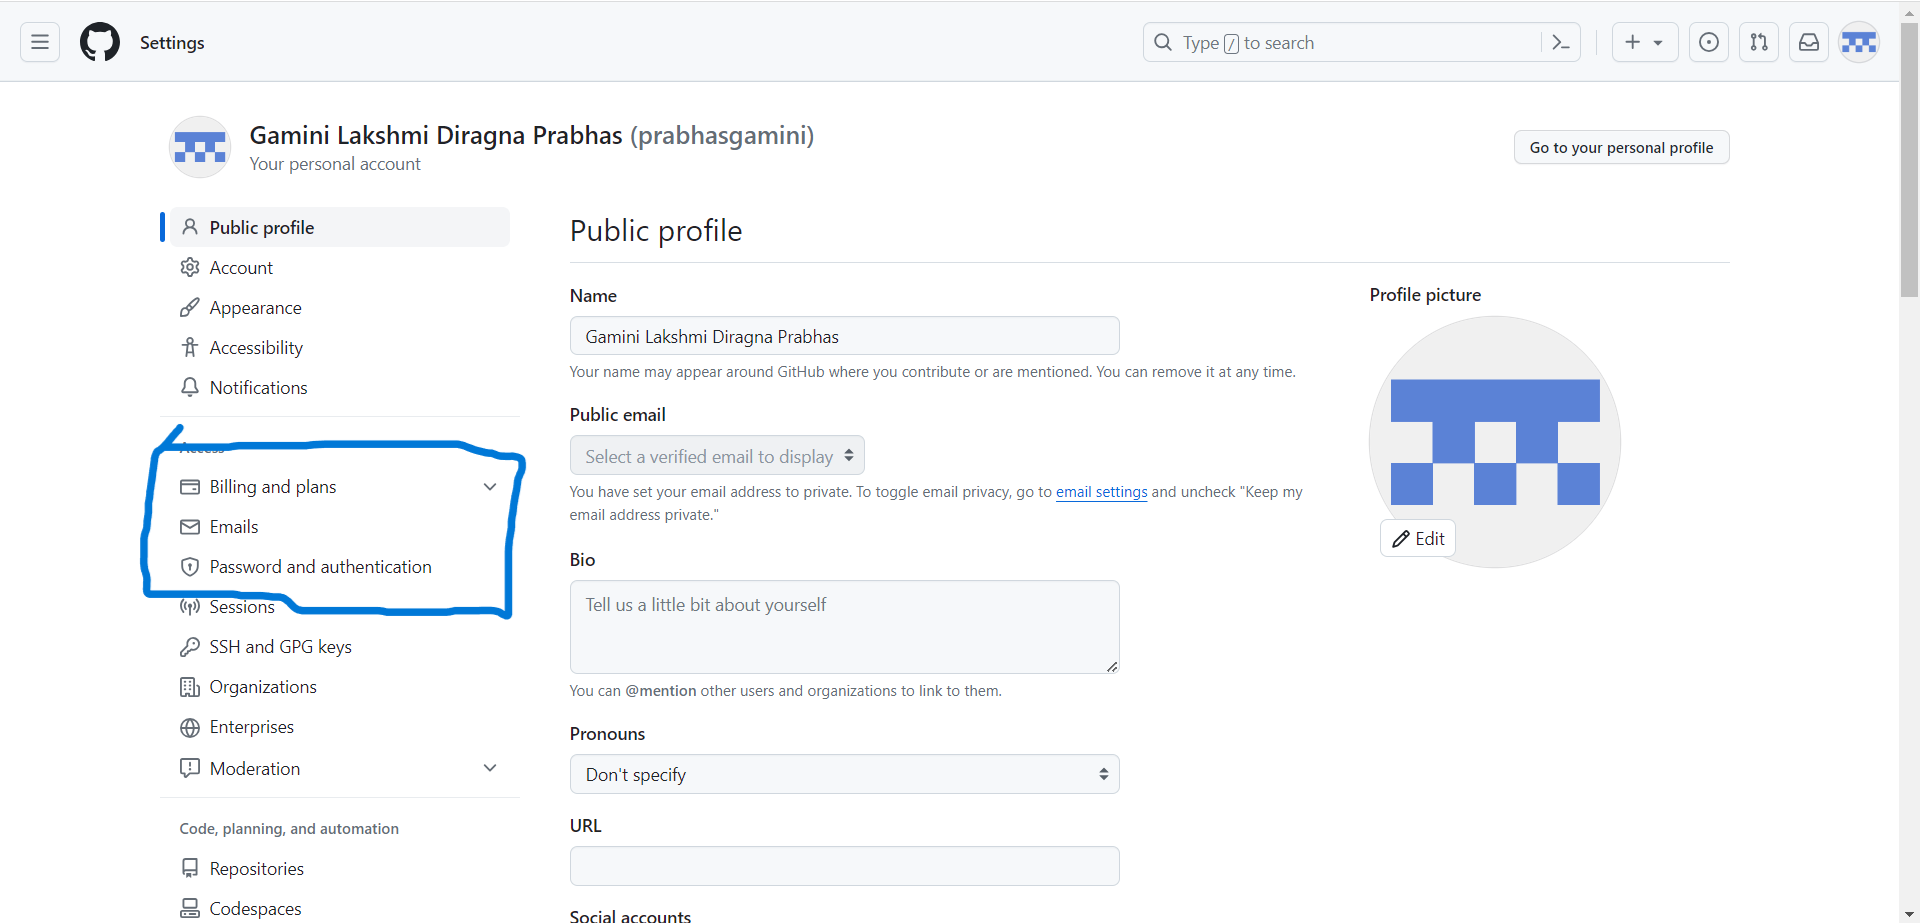 Settings
Type / to search
Gamini Lakshmi Diragna Prabhas (prabhasgamini)
Your personal account
Go to your personal profile
Public profile
Account
Appearance
Accessibility
Notifications
Access
Billing and plans
Emails
Password and authentication
Sessions
SSH and GPG keys
Organizations
Enterprises
Moderation
Code, planning, and automation
Repositories
Codespaces
Public profile
Name
Gamini Lakshmi Diragna Prabhas
Your name may appear around GitHub where you contribute or are mentioned. You can remove it at any time.
Public email
Select a verified email to display
You have set your email address to private. To toggle email privacy, go to email settings and uncheck "Keep my
email address private."
Bio
Tell us a little bit about yourself
You can @mention other users and organizations to link to them.
Pronouns
Don't specify
URL
Social accounts
Profile picture
Edit